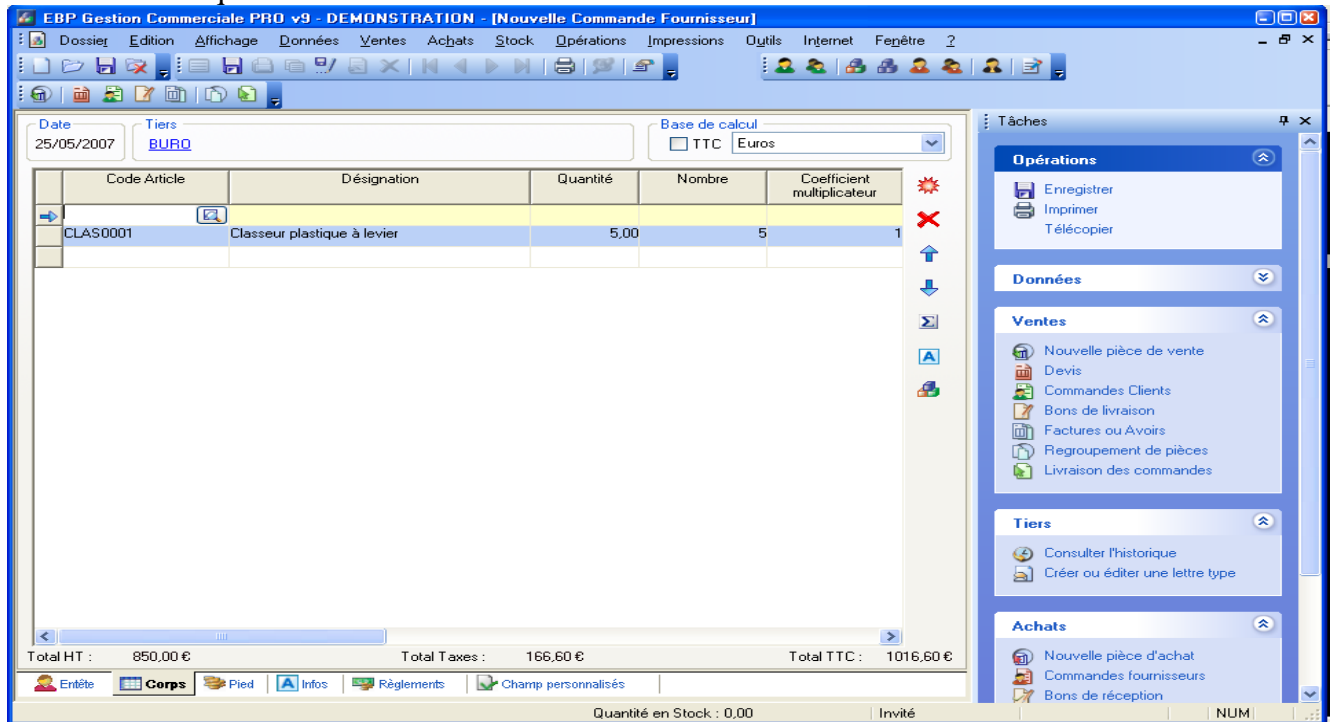 EBP Gestion Commerciale PRO v9 - DEMONSTRATION - [Nouvelle Commande Fournisseur]
Dossier Edition Affichage Données Ventes Achats Stock Opérations Impressions Outils Internet Fenêtre ?
Date Tiers Base de calcul
25/05/2007 BURO TTC Euros
Code Article Désignation Quantité Nombre Coefficient multiplicateur
CLAS0001 Classeur plastique à levier 5,00 5 1
Total HT : 850,00 € Total Taxes : 166,60 € Total TTC : 1016,60 €
Entête Corps Pied Infos Règlements Champ personnalisés
Quantité en Stock : 0,00 Invité NUM
Tâches
Opérations
Enregistrer
Imprimer
Télécopier
Données
Ventes
Nouvelle pièce de vente
Devis
Commandes Clients
Bons de livraison
Factures ou Avoirs
Regroupement de pièces
Livraison des commandes
Tiers
Consulter l'historique
Créer ou éditer une lettre type
Achats
Nouvelle pièce d'achat
Commandes fournisseurs
Bons de réception